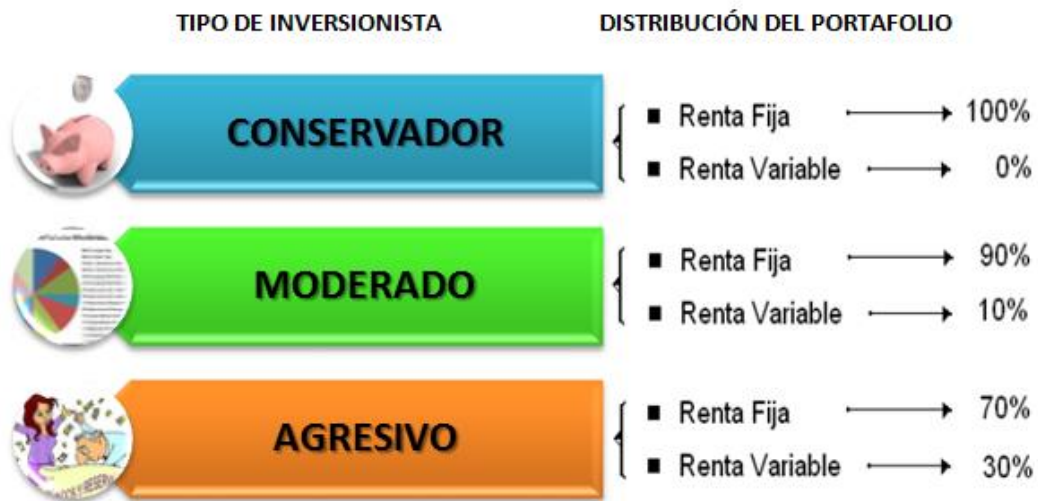 TIPO DE INVERSIONISTA
DISTRIBUCIÓN DEL PORTAFOLIO
CONSERVADOR
Renta Fija 100%
Renta Variable 0%
MODERADO
Renta Fija 90%
Renta Variable 10%
AGRESIVO
Renta Fija 70%
Renta Variable 30%